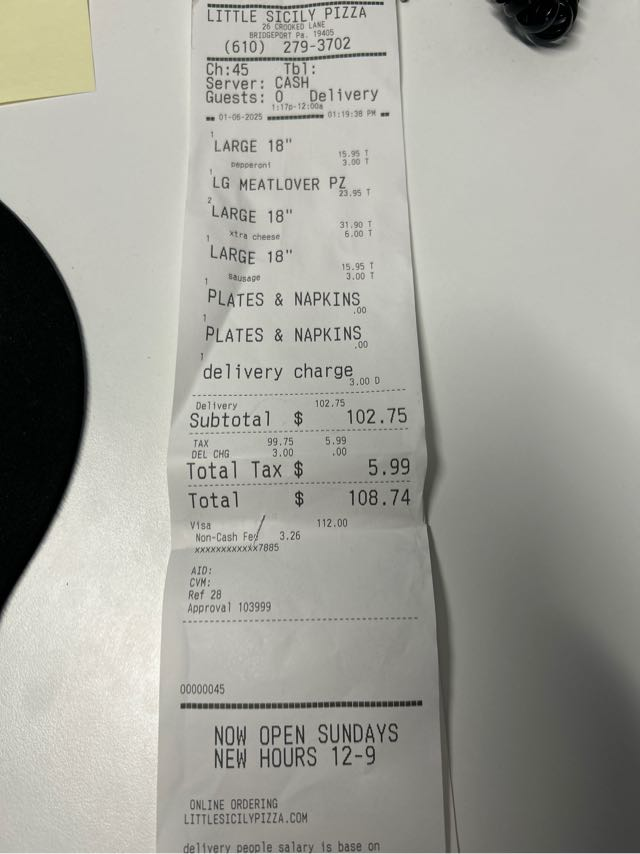 LITTLE SICILY PIZZA
26 CROOKED LANE
BRIDGEPORT Pa. 19405
(610) 279-3702
Ch:45 Tbl:
Server: CASH
Guests: 0 Delivery
1:17p-12:00a
01-06-2025 01:19:38 PM
1
LARGE 18"
15.95 T
pepperoni 3.00 T
1
LG MEATLOVER PZ
23.95 T
2
LARGE 18"
31.90 T
xtra cheese 6.00 T
1
LARGE 18"
15.95 T
sausage 3.00 T
1
PLATES & NAPKINS
.00
1
PLATES & NAPKINS
.00
1
delivery charge
3.00 D
Delivery 102.75
Subtotal $ 102.75
TAX 99.75 5.99
DEL CHG 3.00 .00
Total Tax $ 5.99
Total $ 108.74
Visa 112.00
Non-Cash Fee 3.26
xxxxxxxxxxxx7885
AID:
CVM:
Ref 28
Approval 103999
00000045
NOW OPEN SUNDAYS
NEW HOURS 12-9
ONLINE ORDERING
LITTLESICILYPIZZA.COM
delivery people salary is base on